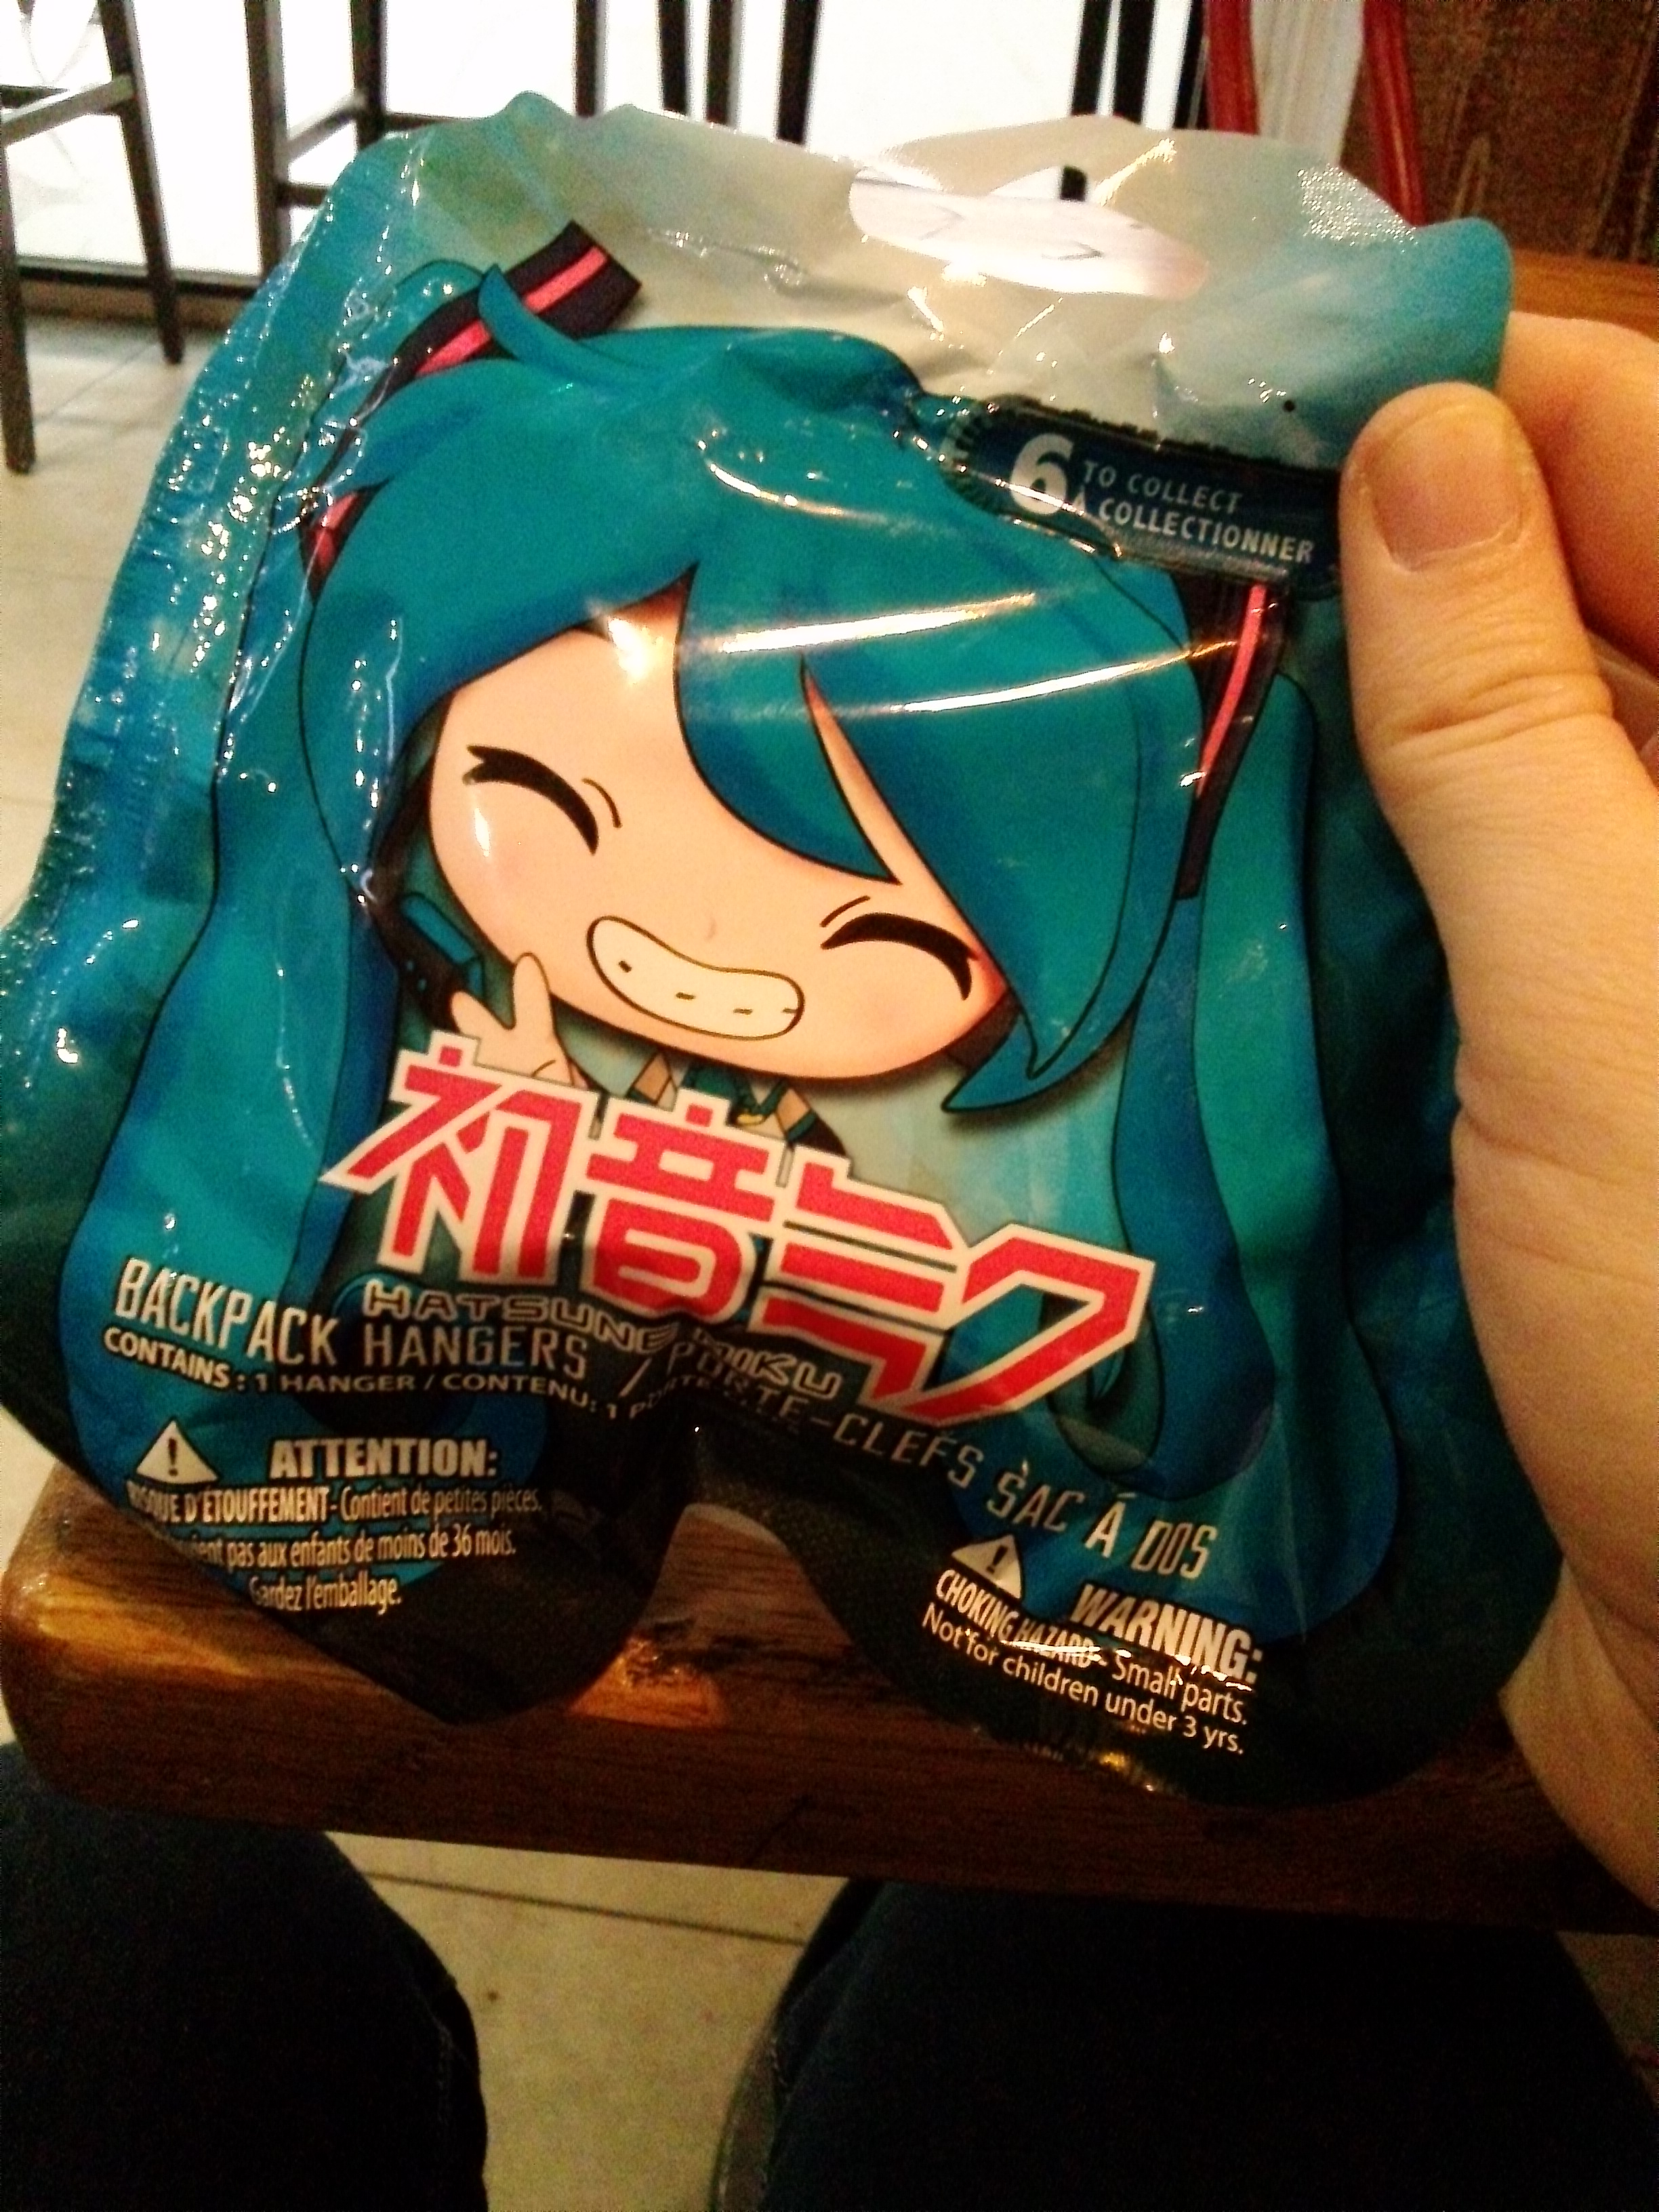 6 TO COLLECT
À COLLECTIONNER
初音ミク
HATSUNE MIKU
BACKPACK HANGERS / PORTE-CLEFS SAC Á DOS
CONTAINS : 1 HANGER / CONTENU: 1
ATTENTION:
RISQUE D'ÉTOUFFEMENT - Contient de petites pièces.
pas aux enfants de moins de 36 mois.
Gardez l'emballage.
WARNING:
CHOKING HAZARD - Small parts.
Not for children under 3 yrs.